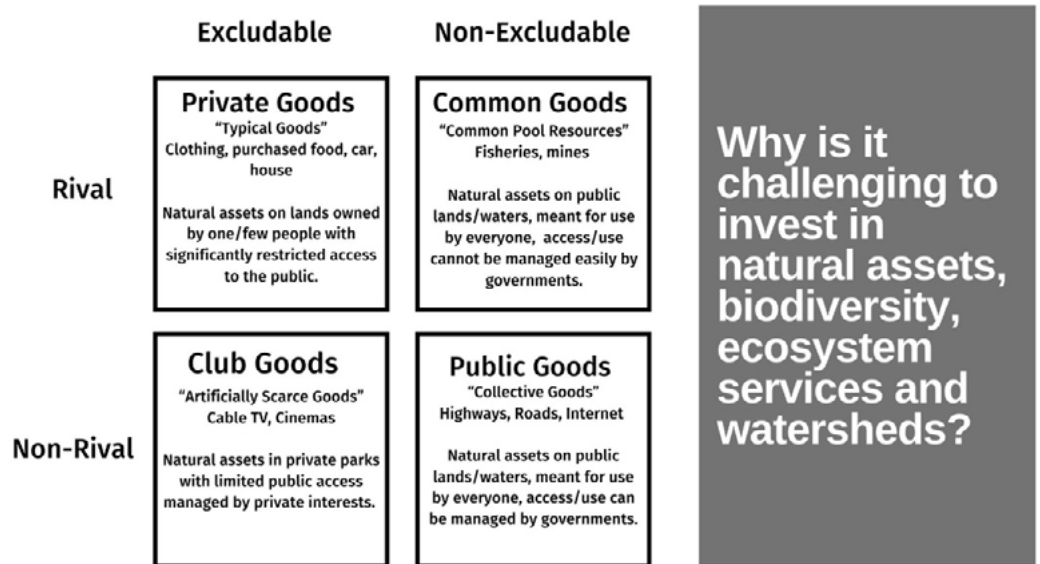 Excludable
Non-Excludable
Rival
Private Goods
“Typical Goods”
Clothing, purchased food, car,
house
Natural assets on lands owned
by one/few people with
significantly restricted access
to the public.
Common Goods
“Common Pool Resources”
Fisheries, mines
Natural assets on public
lands/waters, meant for use
by everyone, access/use
cannot be managed easily by
governments.
Non-Rival
Club Goods
“Artificially Scarce Goods”
Cable TV, Cinemas
Natural assets in private parks
with limited public access
managed by private interests.
Public Goods
“Collective Goods”
Highways, Roads, Internet
Natural assets on public
lands/waters, meant for use
by everyone, access/use can
be managed by governments.
Why is it
challenging to
invest in
natural assets,
biodiversity,
ecosystem
services and
watersheds?